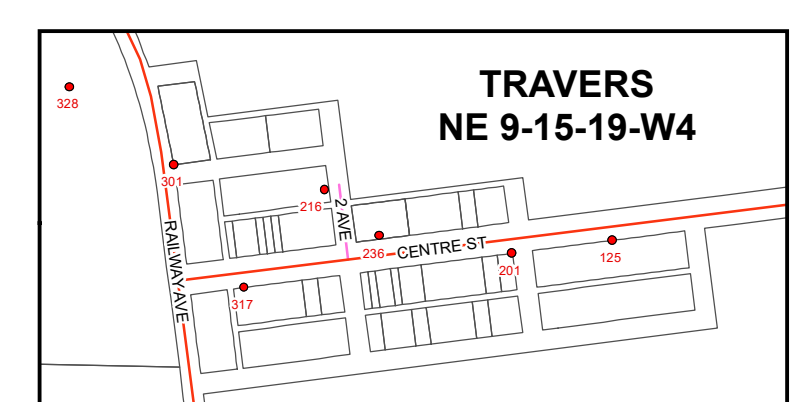 TRAVERS
NE 9-15-19-W4
328
301
216
2 AVE
236
CENTRE ST
201
125
RAILWAY AVE
317